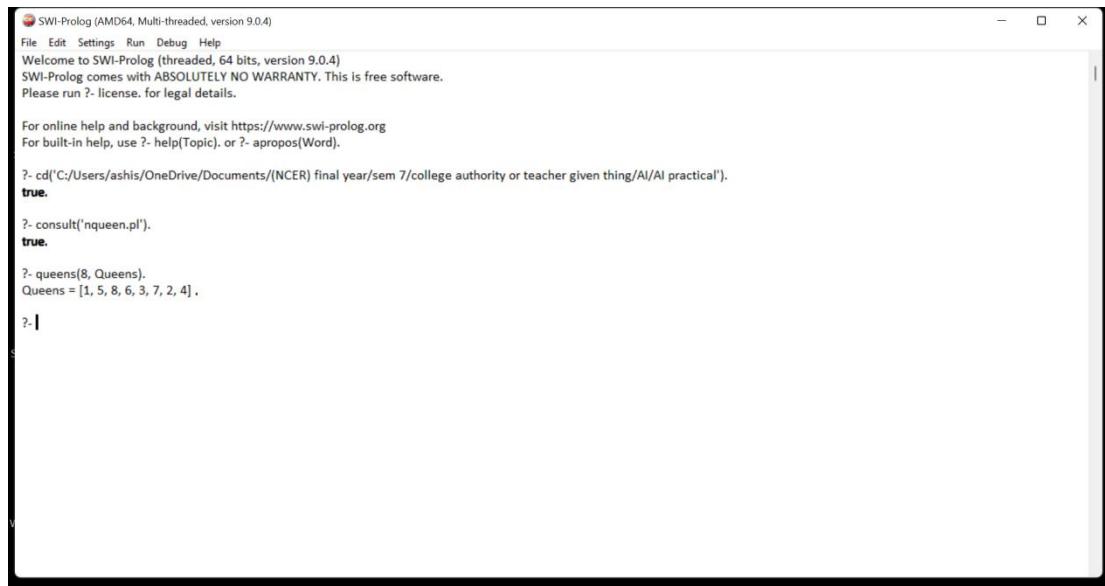 SWI-Prolog (AMD64, Multi-threaded, version 9.0.4)
File Edit Settings Run Debug Help
Welcome to SWI-Prolog (threaded, 64 bits, version 9.0.4)
SWI-Prolog comes with ABSOLUTELY NO WARRANTY. This is free software.
Please run ?- license. for legal details.
For online help and background, visit https://www.swi-prolog.org
For built-in help, use ?- help(Topic). or ?- apropos(Word).
?- cd('C:/Users/ashis/OneDrive/Documents/(NCER) final year/sem 7/college authority or teacher given thing/AI/AI practical').
true.
?- consult('nqueen.pl').
true.
?- queens(8, Queens).
Queens = [1, 5, 8, 6, 3, 7, 2, 4] .
?-